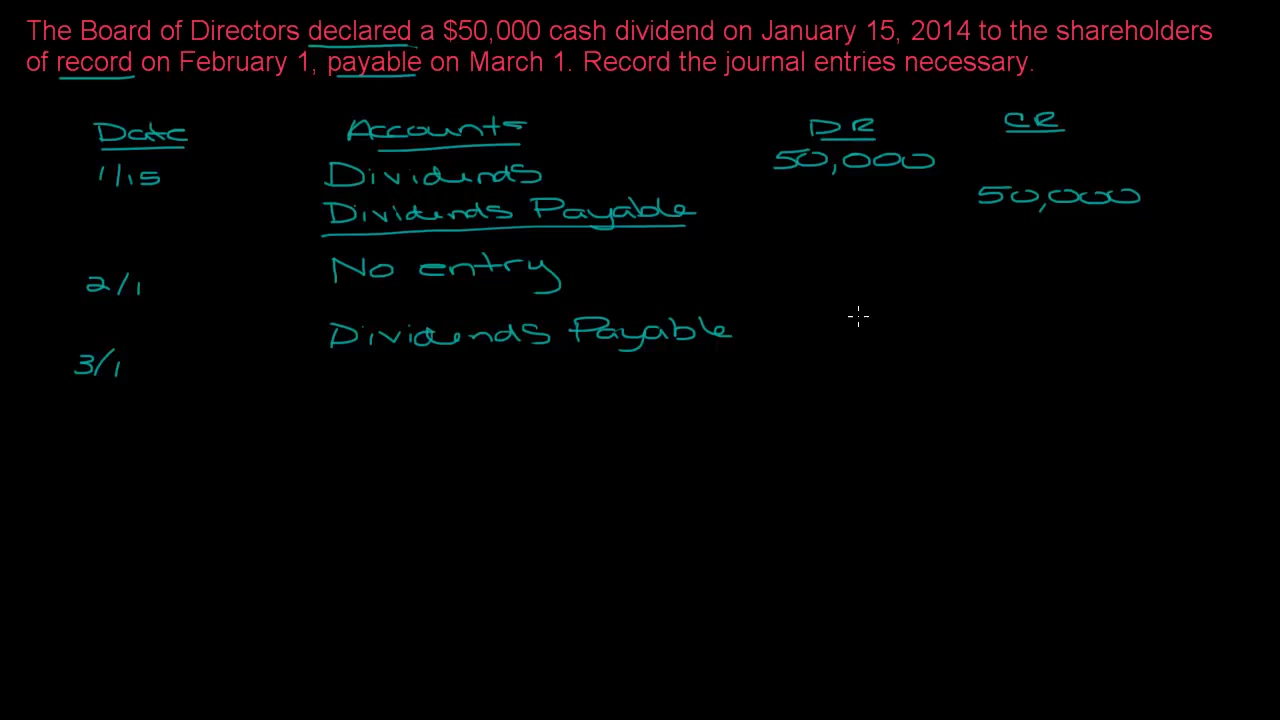 The Board of Directors declared a $50,000 cash dividend on January 15, 2014 to the shareholders
of record on February 1, payable on March 1. Record the journal entries necessary.
Date Accounts DR CR
1/15 Dividends 50,000
Dividends Payable 50,000
2/1 No entry
3/1 Dividends Payable